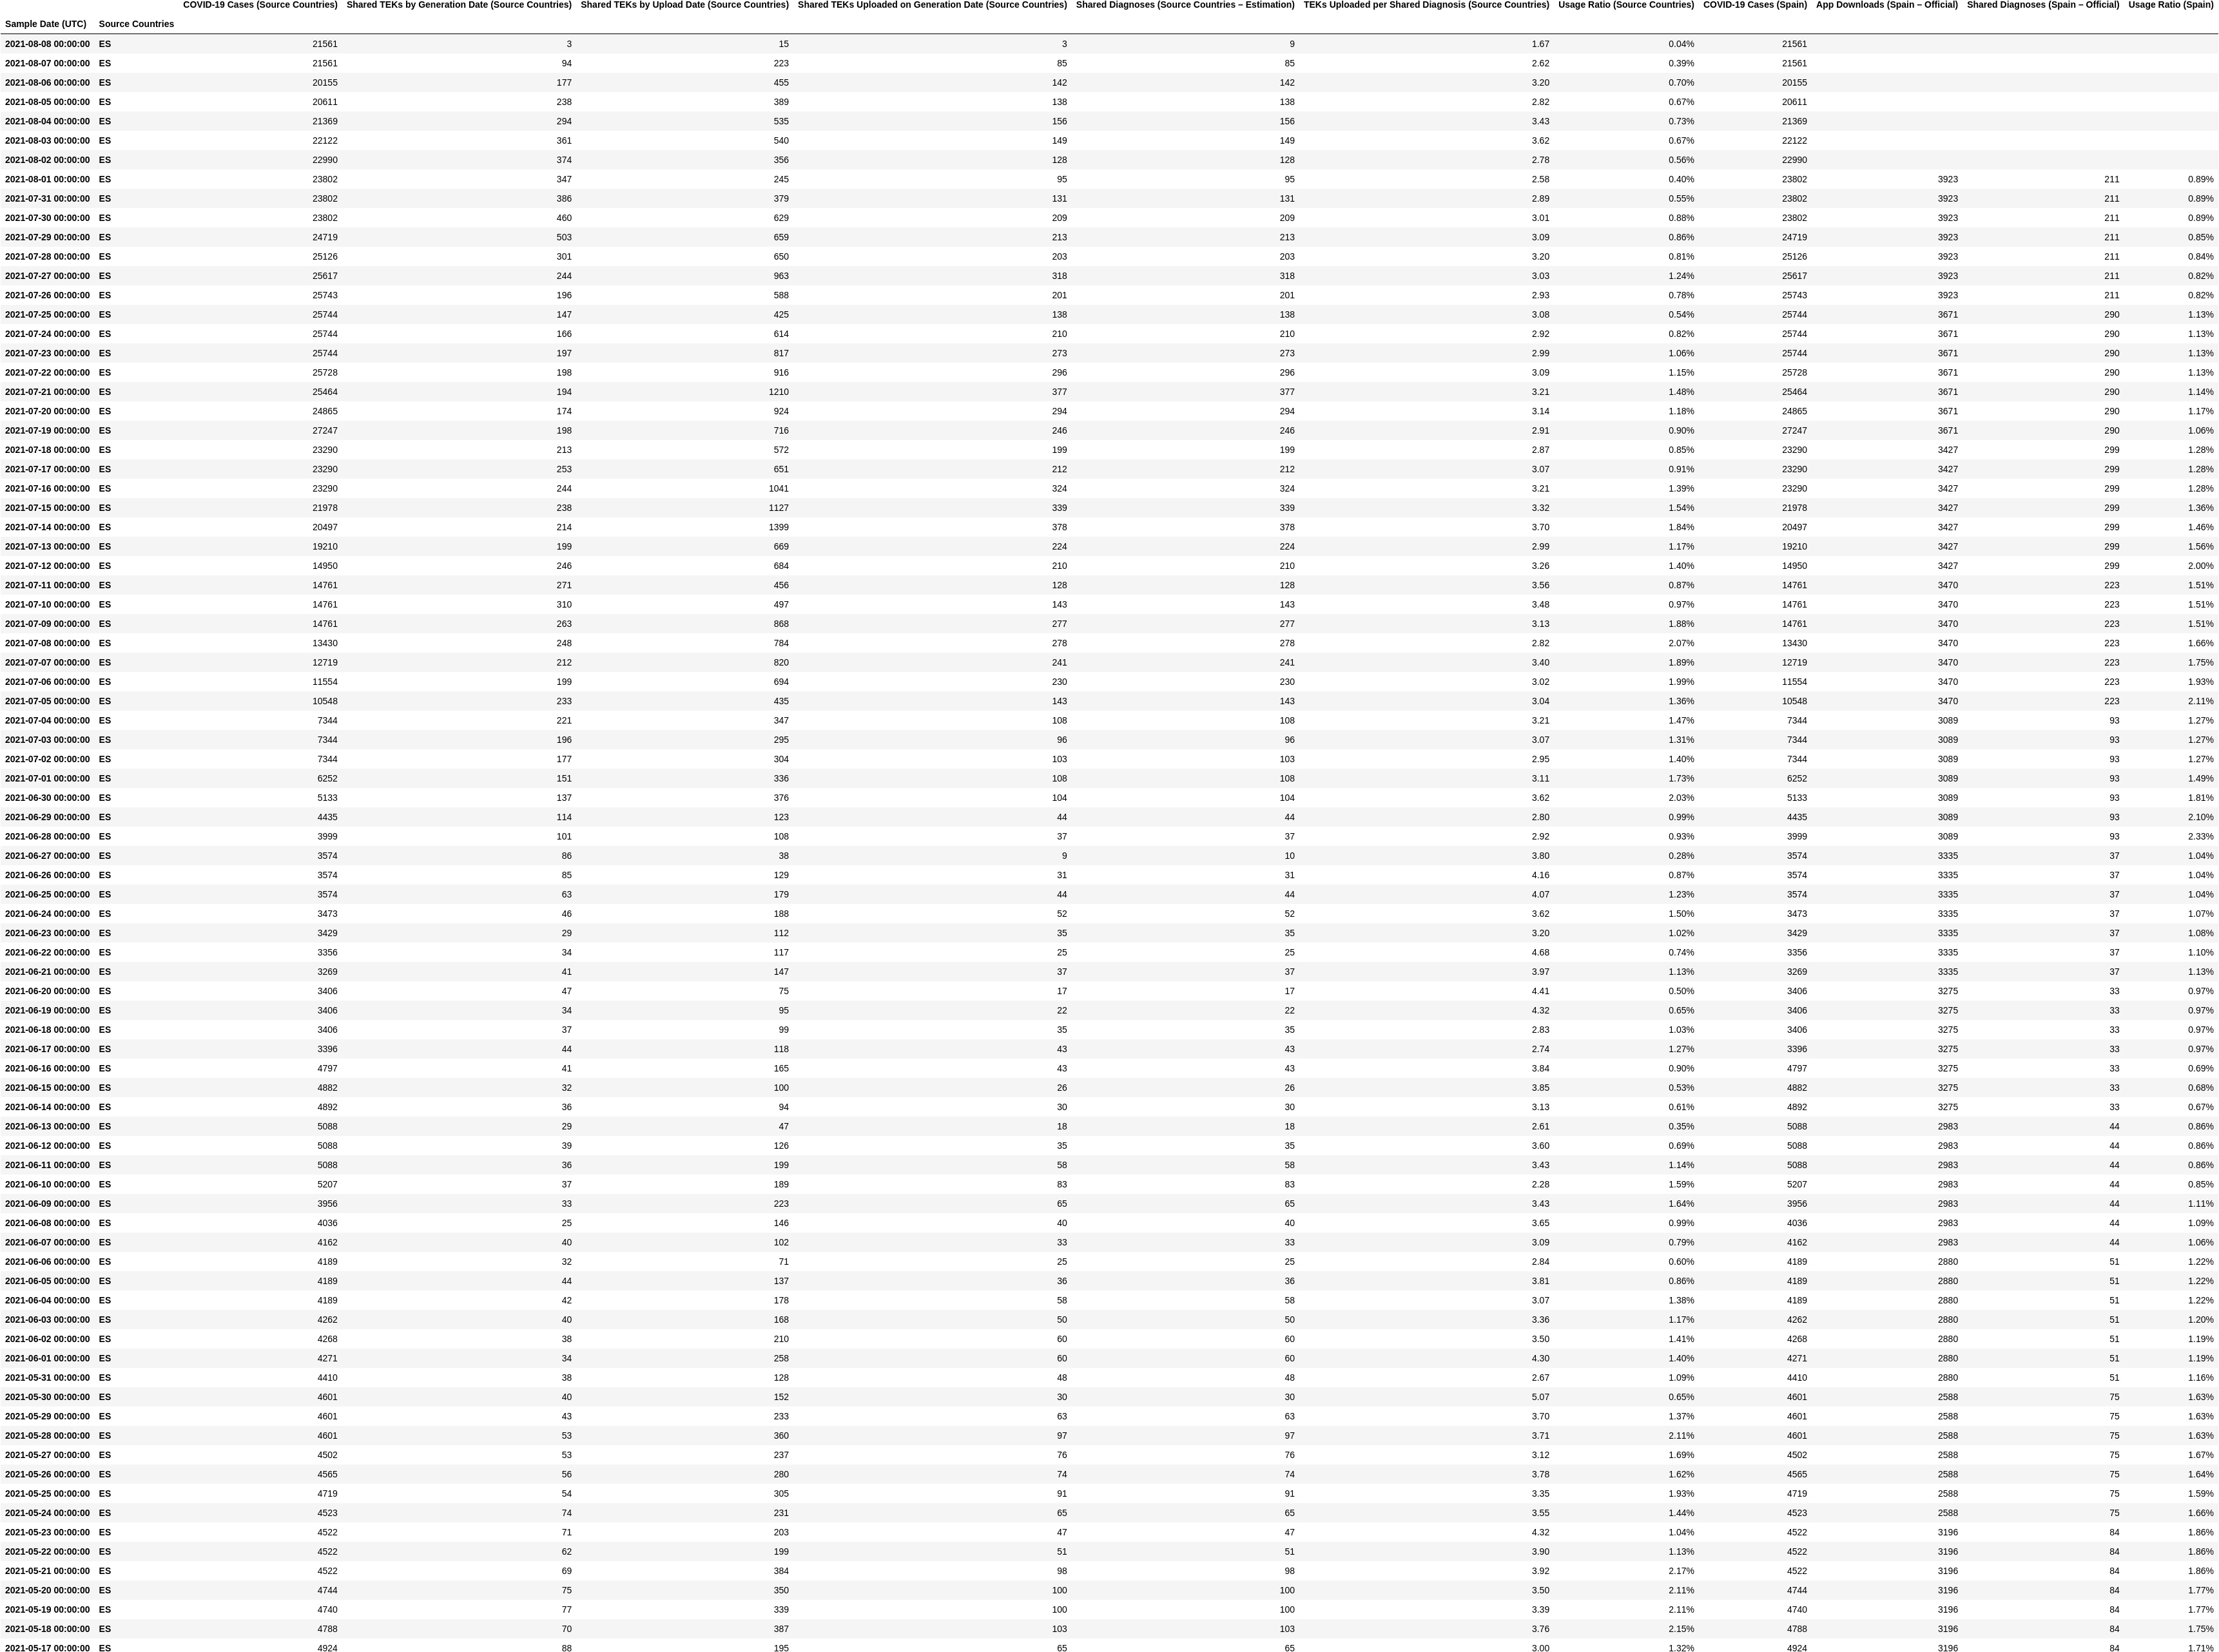 COVID-19 Cases (Source Countries) Shared TEKs by Generation Date (Source Countries) Shared TEKs by Upload Date (Source Countries) Shared TEKs Uploaded on Generation Date (Source Countries) Shared Diagnoses (Source Countries – Estimation) TEKs Uploaded per Shared Diagnosis (Source Countries) Usage Ratio (Source Countries) COVID-19 Cases (Spain) App Downloads (Spain – Official) Shared Diagnoses (Spain – Official) Usage Ratio (Spain)
Sample Date (UTC) Source Countries
2021-08-08 00:00:00 ES 21561 3 15 3 9 1.67 0.04% 21561
2021-08-07 00:00:00 ES 21561 94 223 85 85 2.62 0.39% 21561
2021-08-06 00:00:00 ES 20155 177 455 142 142 3.20 0.70% 20155
2021-08-05 00:00:00 ES 20611 238 389 138 138 2.82 0.67% 20611
2021-08-04 00:00:00 ES 21369 294 535 156 156 3.43 0.73% 21369
2021-08-03 00:00:00 ES 22122 361 540 149 149 3.62 0.67% 22122
2021-08-02 00:00:00 ES 22990 374 356 128 128 2.78 0.56% 22990
2021-08-01 00:00:00 ES 23802 347 245 95 95 2.58 0.40% 23802 3923 211 0.89%
2021-07-31 00:00:00 ES 23802 386 379 131 131 2.89 0.55% 23802 3923 211 0.89%
2021-07-30 00:00:00 ES 23802 460 629 209 209 3.01 0.88% 23802 3923 211 0.89%
2021-07-29 00:00:00 ES 24719 503 659 213 213 3.09 0.86% 24719 3923 211 0.85%
2021-07-28 00:00:00 ES 25126 301 650 203 203 3.20 0.81% 25126 3923 211 0.84%
2021-07-27 00:00:00 ES 25617 244 963 318 318 3.03 1.24% 25617 3923 211 0.82%
2021-07-26 00:00:00 ES 25743 196 588 201 201 2.93 0.78% 25743 3923 211 0.82%
2021-07-25 00:00:00 ES 25744 147 425 138 138 3.08 0.54% 25744 3671 290 1.13%
2021-07-24 00:00:00 ES 25744 166 614 210 210 2.92 0.82% 25744 3671 290 1.13%
2021-07-23 00:00:00 ES 25744 197 817 273 273 2.99 1.06% 25744 3671 290 1.13%
2021-07-22 00:00:00 ES 25728 198 916 296 296 3.09 1.15% 25728 3671 290 1.13%
2021-07-21 00:00:00 ES 25464 194 1210 377 377 3.21 1.48% 25464 3671 290 1.14%
2021-07-20 00:00:00 ES 24865 174 924 294 294 3.14 1.18% 24865 3671 290 1.17%
2021-07-19 00:00:00 ES 27247 198 716 246 246 2.91 0.90% 27247 3671 290 1.06%
2021-07-18 00:00:00 ES 23290 213 572 199 199 2.87 0.85% 23290 3427 299 1.28%
2021-07-17 00:00:00 ES 23290 253 651 212 212 3.07 0.91% 23290 3427 299 1.28%
2021-07-16 00:00:00 ES 23290 244 1041 324 324 3.21 1.39% 23290 3427 299 1.28%
2021-07-15 00:00:00 ES 21978 238 1127 339 339 3.32 1.54% 21978 3427 299 1.36%
2021-07-14 00:00:00 ES 20497 214 1399 378 378 3.70 1.84% 20497 3427 299 1.46%
2021-07-13 00:00:00 ES 19210 199 669 224 224 2.99 1.17% 19210 3427 299 1.56%
2021-07-12 00:00:00 ES 14950 246 684 210 210 3.26 1.40% 14950 3427 299 2.00%
2021-07-11 00:00:00 ES 14761 271 456 128 128 3.56 0.87% 14761 3470 223 1.51%
2021-07-10 00:00:00 ES 14761 310 497 143 143 3.48 0.97% 14761 3470 223 1.51%
2021-07-09 00:00:00 ES 14761 263 868 277 277 3.13 1.88% 14761 3470 223 1.51%
2021-07-08 00:00:00 ES 13430 248 784 278 278 2.82 2.07% 13430 3470 223 1.66%
2021-07-07 00:00:00 ES 12719 212 820 241 241 3.40 1.89% 12719 3470 223 1.75%
2021-07-06 00:00:00 ES 11554 199 694 230 230 3.02 1.99% 11554 3470 223 1.93%
2021-07-05 00:00:00 ES 10548 233 435 143 143 3.04 1.36% 10548 3470 223 2.11%
2021-07-04 00:00:00 ES 7344 221 347 108 108 3.21 1.47% 7344 3089 93 1.27%
2021-07-03 00:00:00 ES 7344 196 295 96 96 3.07 1.31% 7344 3089 93 1.27%
2021-07-02 00:00:00 ES 7344 177 304 103 103 2.95 1.40% 7344 3089 93 1.27%
2021-07-01 00:00:00 ES 6252 151 336 108 108 3.11 1.73% 6252 3089 93 1.49%
2021-06-30 00:00:00 ES 5133 137 376 104 104 3.62 2.03% 5133 3089 93 1.81%
2021-06-29 00:00:00 ES 4435 114 123 44 44 2.80 0.99% 4435 3089 93 2.10%
2021-06-28 00:00:00 ES 3999 101 108 37 37 2.92 0.93% 3999 3089 93 2.33%
2021-06-27 00:00:00 ES 3574 86 38 9 10 3.80 0.28% 3574 3335 37 1.04%
2021-06-26 00:00:00 ES 3574 85 129 31 31 4.16 0.87% 3574 3335 37 1.04%
2021-06-25 00:00:00 ES 3574 63 179 44 44 4.07 1.23% 3574 3335 37 1.04%
2021-06-24 00:00:00 ES 3473 46 188 52 52 3.62 1.50% 3473 3335 37 1.07%
2021-06-23 00:00:00 ES 3429 29 112 35 35 3.20 1.02% 3429 3335 37 1.08%
2021-06-22 00:00:00 ES 3356 34 117 25 25 4.68 0.74% 3356 3335 37 1.10%
2021-06-21 00:00:00 ES 3269 41 147 37 37 3.97 1.13% 3269 3335 37 1.13%
2021-06-20 00:00:00 ES 3406 47 75 17 17 4.41 0.50% 3406 3275 33 0.97%
2021-06-19 00:00:00 ES 3406 34 95 22 22 4.32 0.65% 3406 3275 33 0.97%
2021-06-18 00:00:00 ES 3406 37 99 35 35 2.83 1.03% 3406 3275 33 0.97%
2021-06-17 00:00:00 ES 3396 44 118 43 43 2.74 1.27% 3396 3275 33 0.97%
2021-06-16 00:00:00 ES 4797 41 165 43 43 3.84 0.90% 4797 3275 33 0.69%
2021-06-15 00:00:00 ES 4882 32 100 26 26 3.85 0.53% 4882 3275 33 0.68%
2021-06-14 00:00:00 ES 4892 36 94 30 30 3.13 0.61% 4892 3275 33 0.67%
2021-06-13 00:00:00 ES 5088 29 47 18 18 2.61 0.35% 5088 2983 44 0.86%
2021-06-12 00:00:00 ES 5088 39 126 35 35 3.60 0.69% 5088 2983 44 0.86%
2021-06-11 00:00:00 ES 5088 36 199 58 58 3.43 1.14% 5088 2983 44 0.86%
2021-06-10 00:00:00 ES 5207 37 189 83 83 2.28 1.59% 5207 2983 44 0.85%
2021-06-09 00:00:00 ES 3956 33 223 65 65 3.43 1.64% 3956 2983 44 1.11%
2021-06-08 00:00:00 ES 4036 25 146 40 40 3.65 0.99% 4036 2983 44 1.09%
2021-06-07 00:00:00 ES 4162 40 102 33 33 3.09 0.79% 4162 2983 44 1.06%
2021-06-06 00:00:00 ES 4189 32 71 25 25 2.84 0.60% 4189 2880 51 1.22%
2021-06-05 00:00:00 ES 4189 44 137 36 36 3.81 0.86% 4189 2880 51 1.22%
2021-06-04 00:00:00 ES 4189 42 178 58 58 3.07 1.38% 4189 2880 51 1.22%
2021-06-03 00:00:00 ES 4262 40 168 50 50 3.36 1.17% 4262 2880 51 1.20%
2021-06-02 00:00:00 ES 4268 38 210 60 60 3.50 1.41% 4268 2880 51 1.19%
2021-06-01 00:00:00 ES 4271 34 258 60 60 4.30 1.40% 4271 2880 51 1.19%
2021-05-31 00:00:00 ES 4410 38 128 48 48 2.67 1.09% 4410 2880 51 1.16%
2021-05-30 00:00:00 ES 4601 40 152 30 30 5.07 0.65% 4601 2588 75 1.63%
2021-05-29 00:00:00 ES 4601 43 233 63 63 3.70 1.37% 4601 2588 75 1.63%
2021-05-28 00:00:00 ES 4601 53 360 97 97 3.71 2.11% 4601 2588 75 1.63%
2021-05-27 00:00:00 ES 4502 53 237 76 76 3.12 1.69% 4502 2588 75 1.67%
2021-05-26 00:00:00 ES 4565 56 280 74 74 3.78 1.62% 4565 2588 75 1.64%
2021-05-25 00:00:00 ES 4719 54 305 91 91 3.35 1.93% 4719 2588 75 1.59%
2021-05-24 00:00:00 ES 4523 74 231 65 65 3.55 1.44% 4523 2588 75 1.66%
2021-05-23 00:00:00 ES 4522 71 203 47 47 4.32 1.04% 4522 3196 84 1.86%
2021-05-22 00:00:00 ES 4522 62 199 51 51 3.90 1.13% 4522 3196 84 1.86%
2021-05-21 00:00:00 ES 4522 69 384 98 98 3.92 2.17% 4522 3196 84 1.86%
2021-05-20 00:00:00 ES 4744 75 350 100 100 3.50 2.11% 4744 3196 84 1.77%
2021-05-19 00:00:00 ES 4740 77 339 100 100 3.39 2.11% 4740 3196 84 1.77%
2021-05-18 00:00:00 ES 4788 70 387 103 103 3.76 2.15% 4788 3196 84 1.75%
2021-05-17 00:00:00 ES 4924 88 195 65 65 3.00 1.32% 4924 3196 84 1.71%